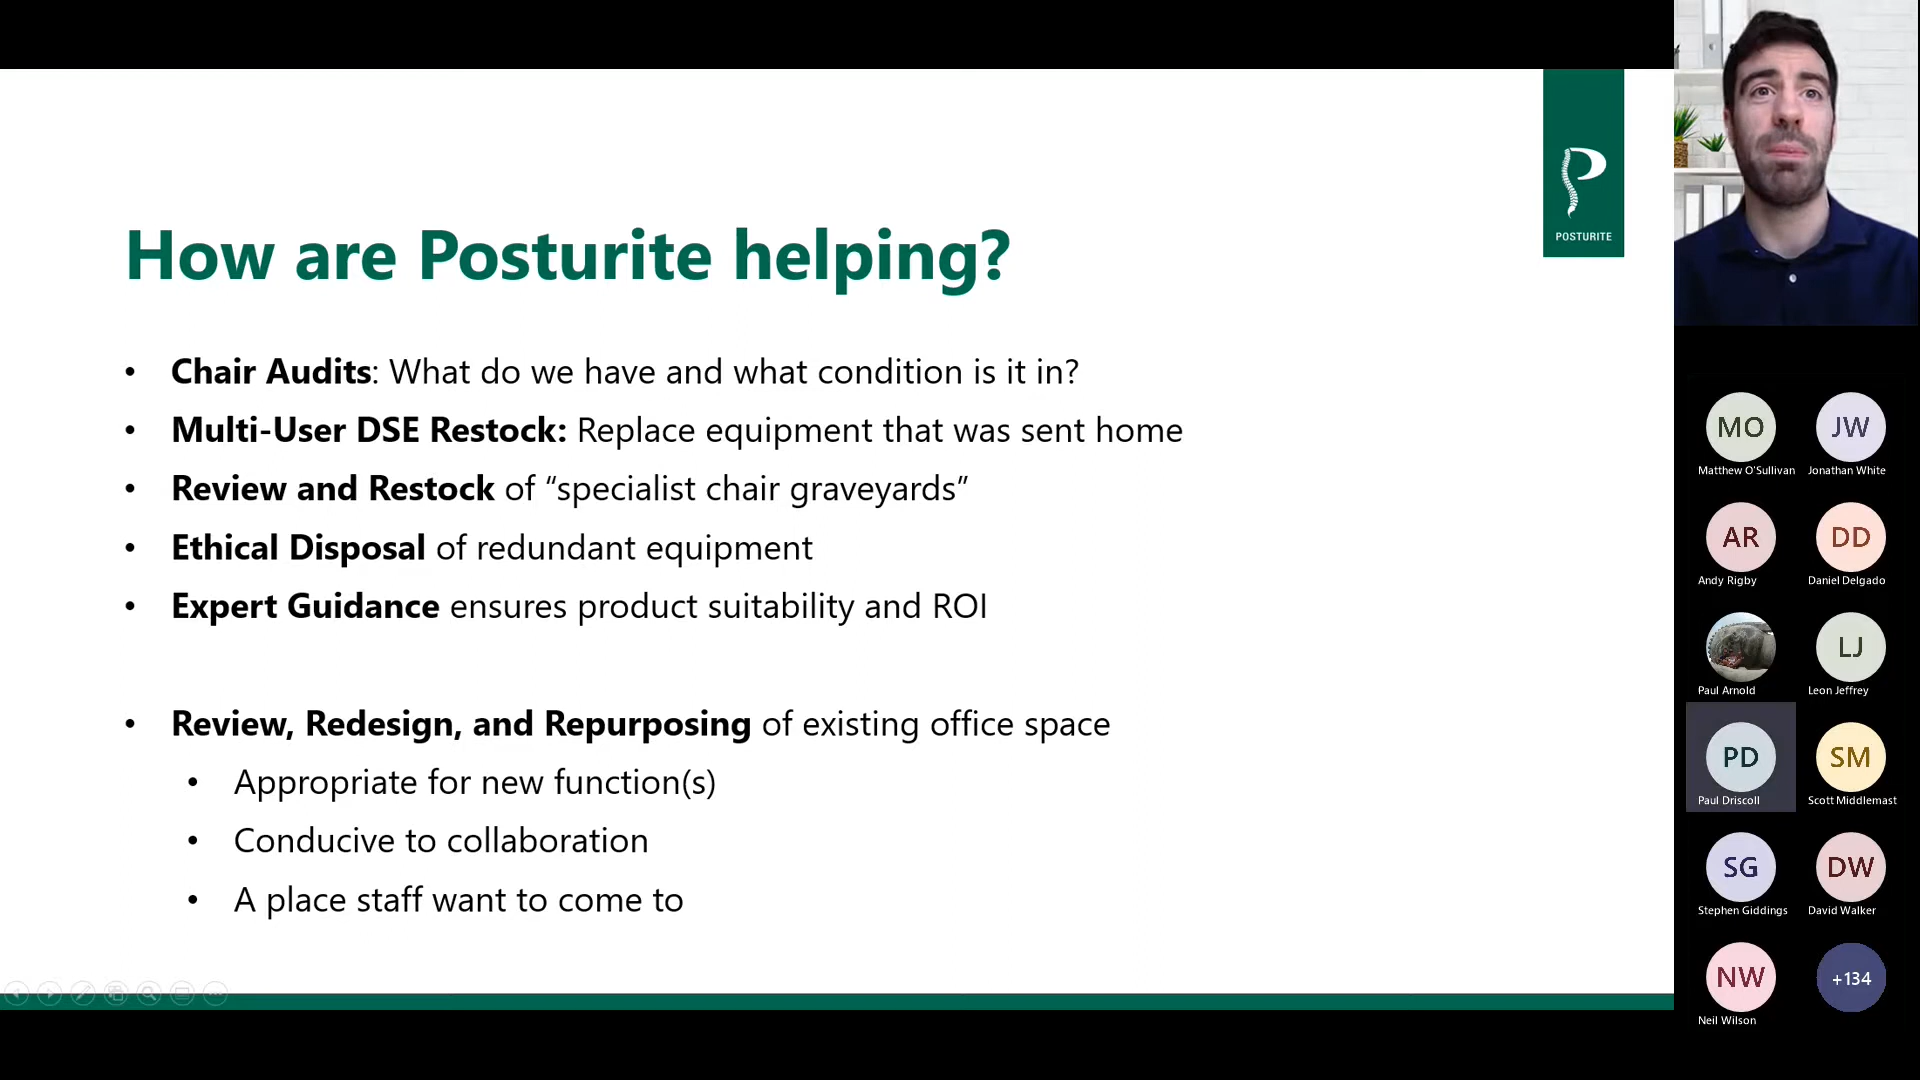 POSTURITE
How are Posturite helping?
• Chair Audits: What do we have and what condition is it in?
• Multi-User DSE Restock: Replace equipment that was sent home
• Review and Restock of “specialist chair graveyards”
• Ethical Disposal of redundant equipment
• Expert Guidance ensures product suitability and ROI
• Review, Redesign, and Repurposing of existing office space
• Appropriate for new function(s)
• Conducive to collaboration
• A place staff want to come to
MO JW
Matthew O'Sullivan Jonathan White
AR DD
Andy Rigby Daniel Delgado
LJ
Paul Arnold Leon Jeffrey
PD SM
Paul Driscoll Scott Middlemast
SG DW
Stephen Giddings David Walker
NW +134
Neil Wilson